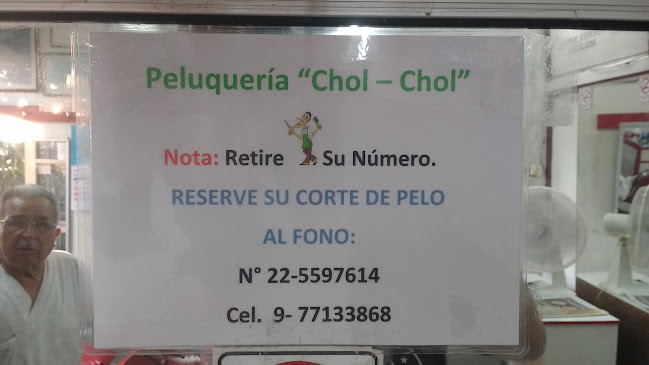 Peluquería “Chol – Chol”
Nota: Retire Su Número.
RESERVE SU CORTE DE PELO
AL FONO:
N° 22-5597614
Cel. 9- 77133868